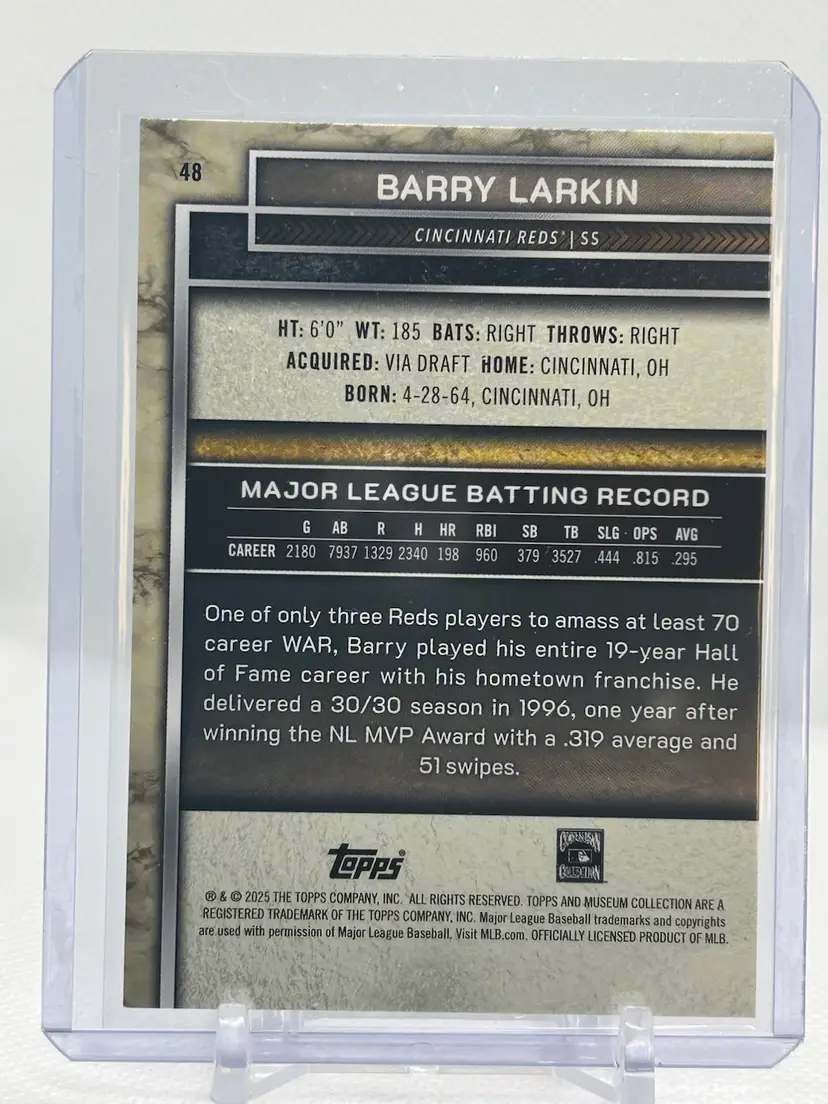 48
BARRY LARKIN
CINCINNATI REDS® | SS
HT: 6'0" WT: 185 BATS: RIGHT THROWS: RIGHT
ACQUIRED: VIA DRAFT HOME: CINCINNATI, OH
BORN: 4-28-64, CINCINNATI, OH
MAJOR LEAGUE BATTING RECORD
G AB R H HR RBI SB TB SLG OPS AVG
CAREER 2180 7937 1329 2340 198 960 379 3527 .444 .815 .295
One of only three Reds players to amass at least 70
career WAR, Barry played his entire 19-year Hall
of Fame career with his hometown franchise. He
delivered a 30/30 season in 1996, one year after
winning the NL MVP Award with a .319 average and
51 swipes.
Topps®
COOPERSTOWN
COLLECTION
® & © 2025 THE TOPPS COMPANY, INC. ALL RIGHTS RESERVED. TOPPS AND MUSEUM COLLECTION ARE A
REGISTERED TRADEMARK OF THE TOPPS COMPANY, INC. Major League Baseball trademarks and copyrights
are used with permission of Major League Baseball. Visit MLB.com. OFFICIALLY LICENSED PRODUCT OF MLB.